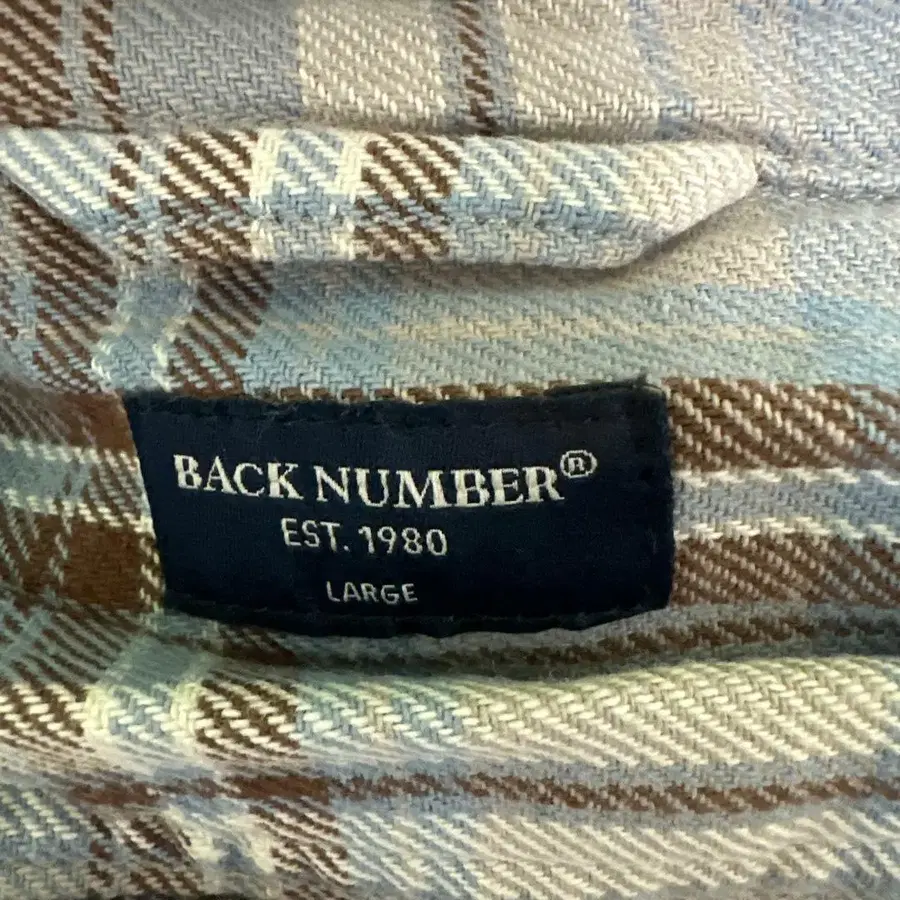 BACK NUMBER®
EST. 1980
LARGE